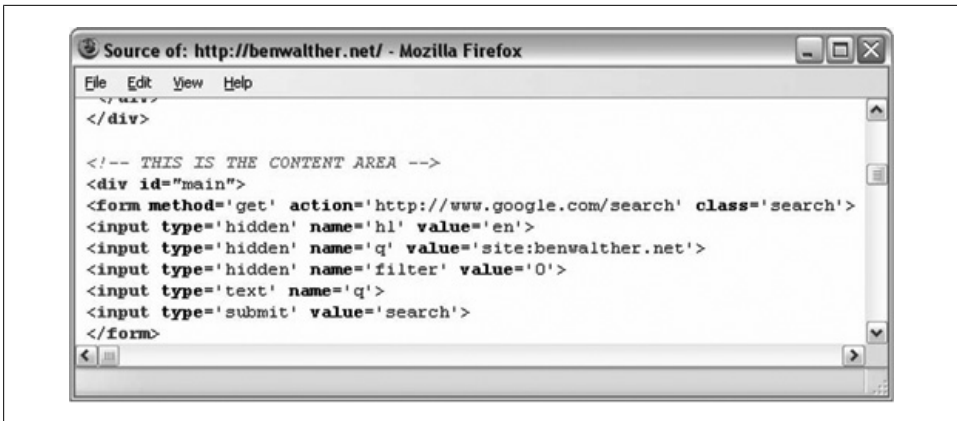 Source of: http://benwalther.net/ - Mozilla Firefox
File Edit View Help
</div>
</div>
<!-- THIS IS THE CONTENT AREA -->
<div id="main">
<form method='get' action='http://www.google.com/search' class='search'>
<input type='hidden' name='hl' value='en'>
<input type='hidden' name='q' value='site:benwalther.net'>
<input type='hidden' name='filter' value='0'>
<input type='text' name='q'>
<input type='submit' value='search'>
</form>